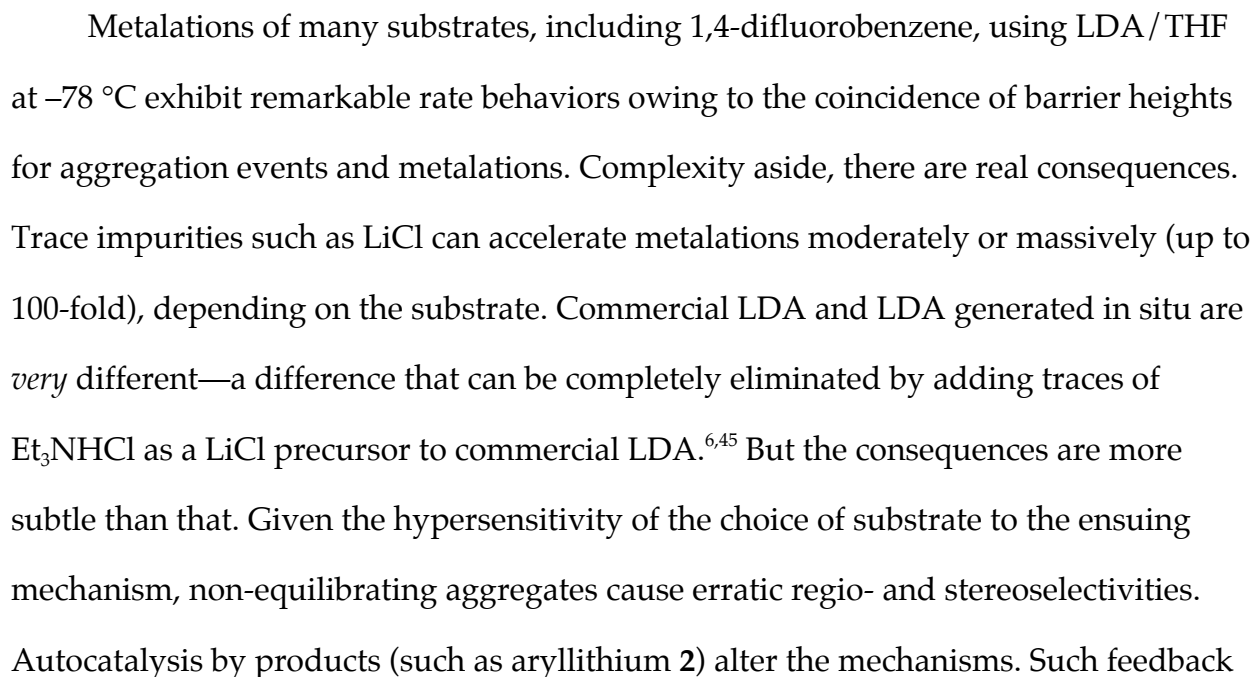 Metalations of many substrates, including 1,4-difluorobenzene, using LDA/THF
at –78 °C exhibit remarkable rate behaviors owing to the coincidence of barrier heights
for aggregation events and metalations. Complexity aside, there are real consequences.
Trace impurities such as LiCl can accelerate metalations moderately or massively (up to
100-fold), depending on the substrate. Commercial LDA and LDA generated in situ are
very different—a difference that can be completely eliminated by adding traces of
Et₃NHCl as a LiCl precursor to commercial LDA.⁶,⁴⁵ But the consequences are more
subtle than that. Given the hypersensitivity of the choice of substrate to the ensuing
mechanism, non-equilibrating aggregates cause erratic regio- and stereoselectivities.
Autocatalysis by products (such as aryllithium 2) alter the mechanisms. Such feedback